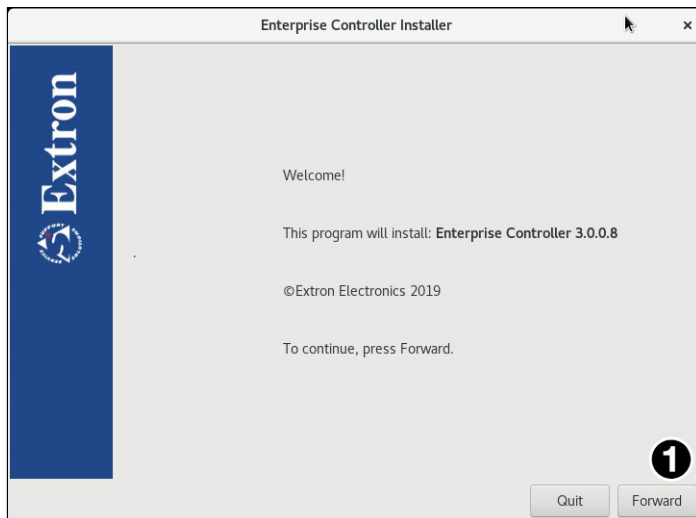 Enterprise Controller Installer
×
Extron
Welcome!
This program will install: Enterprise Controller 3.0.0.8
©Extron Electronics 2019
To continue, press Forward.
1
Quit
Forward